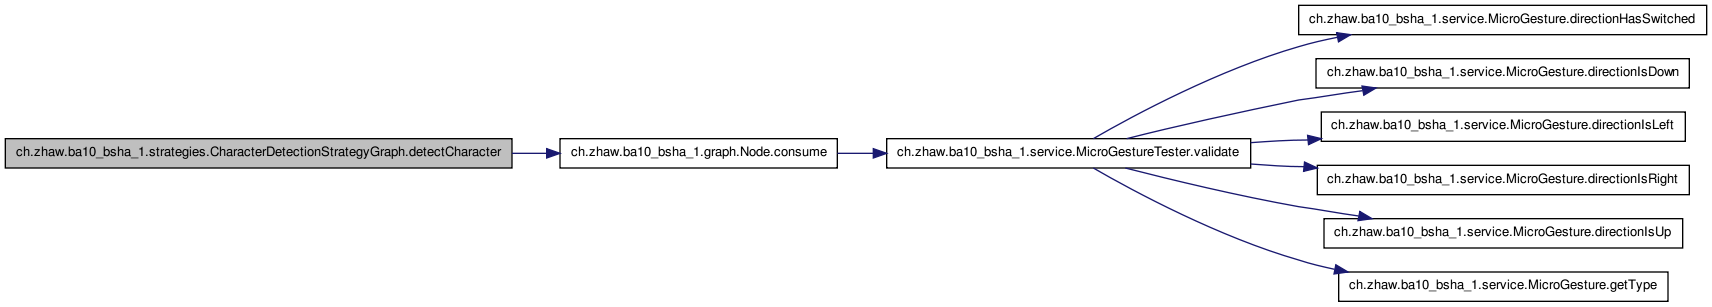 ch.zhaw.ba10_bsha_1.strategies.CharacterDetectionStrategyGraph.detectCharacter
ch.zhaw.ba10_bsha_1.graph.Node.consume
ch.zhaw.ba10_bsha_1.service.MicroGestureTester.validate
ch.zhaw.ba10_bsha_1.service.MicroGesture.directionHasSwitched
ch.zhaw.ba10_bsha_1.service.MicroGesture.directionIsDown
ch.zhaw.ba10_bsha_1.service.MicroGesture.directionIsLeft
ch.zhaw.ba10_bsha_1.service.MicroGesture.directionIsRight
ch.zhaw.ba10_bsha_1.service.MicroGesture.directionIsUp
ch.zhaw.ba10_bsha_1.service.MicroGesture.getType